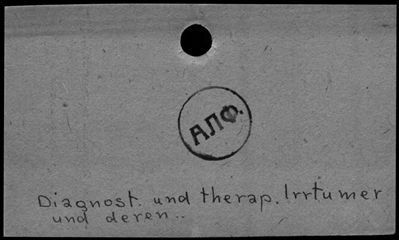 АЛФ.
Diagnost. und therap. Irrtumer
und deren..